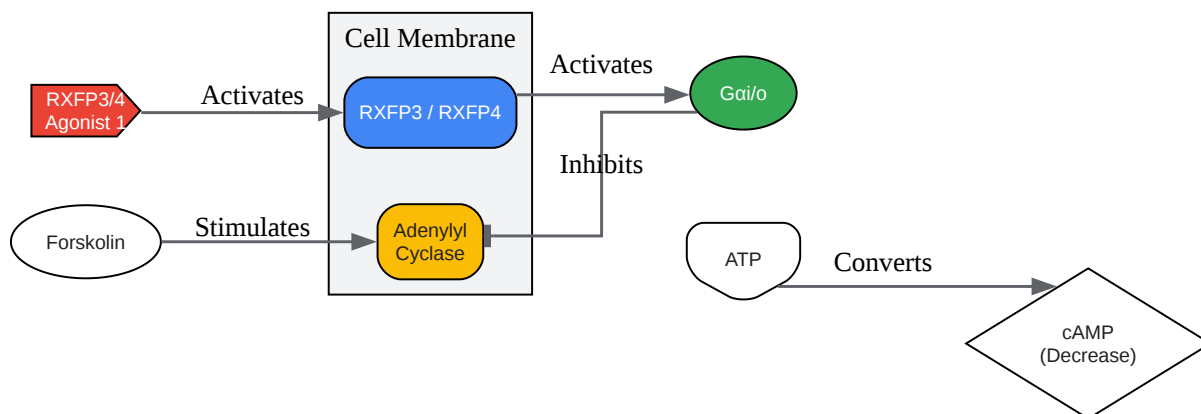 Cell Membrane
RXFP3/4
Agonist 1
Activates
RXFP3 / RXFP4
Activates
Gαi/o
Inhibits
Forskolin
Stimulates
Adenylyl
Cyclase
ATP
Converts
cAMP
(Decrease)